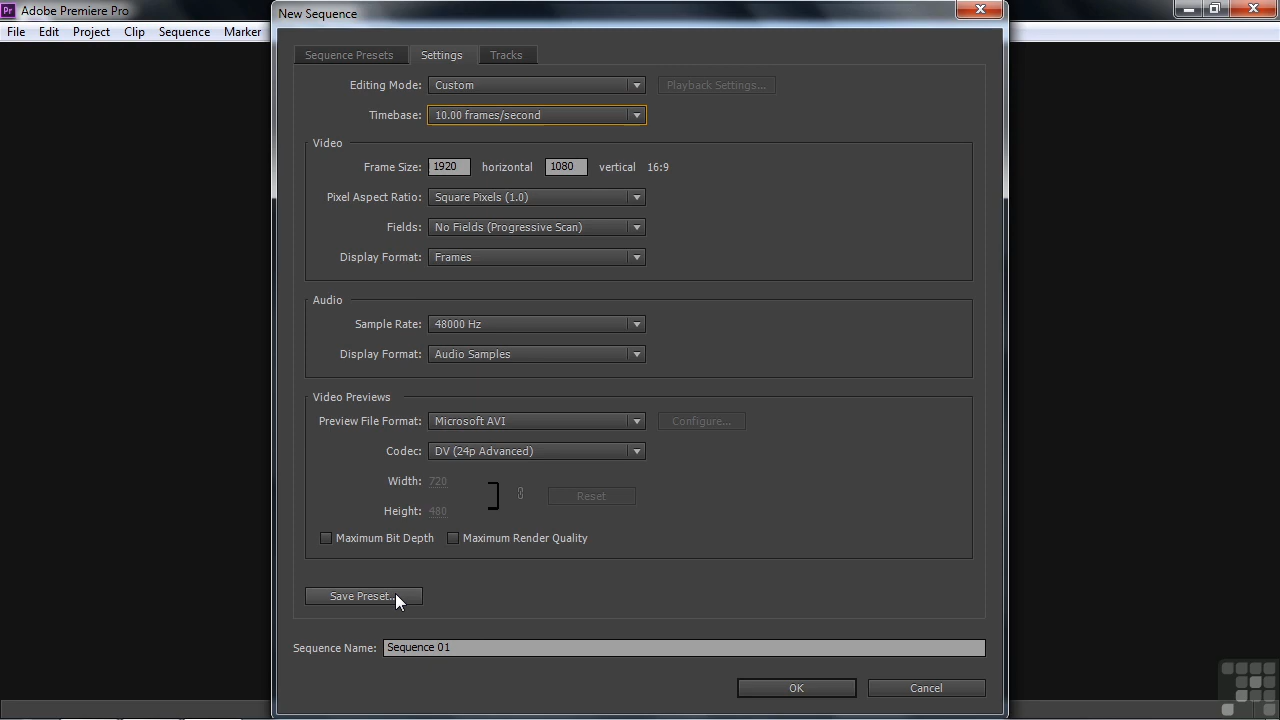 Pr Adobe Premiere Pro
New Sequence
File Edit Project Clip Sequence Marker
Sequence Presets Settings Tracks
Editing Mode: Custom Playback Settings...
Timebase: 10.00 frames/second
Video
Frame Size: 1920 horizontal 1080 vertical 16:9
Pixel Aspect Ratio: Square Pixels (1.0)
Fields: No Fields (Progressive Scan)
Display Format: Frames
Audio
Sample Rate: 48000 Hz
Display Format: Audio Samples
Video Previews
Preview File Format: Microsoft AVI Configure...
Codec: DV (24p Advanced)
Width: 720
Reset
Height: 480
Maximum Bit Depth Maximum Render Quality
Save Preset...
Sequence Name: Sequence 01
OK Cancel